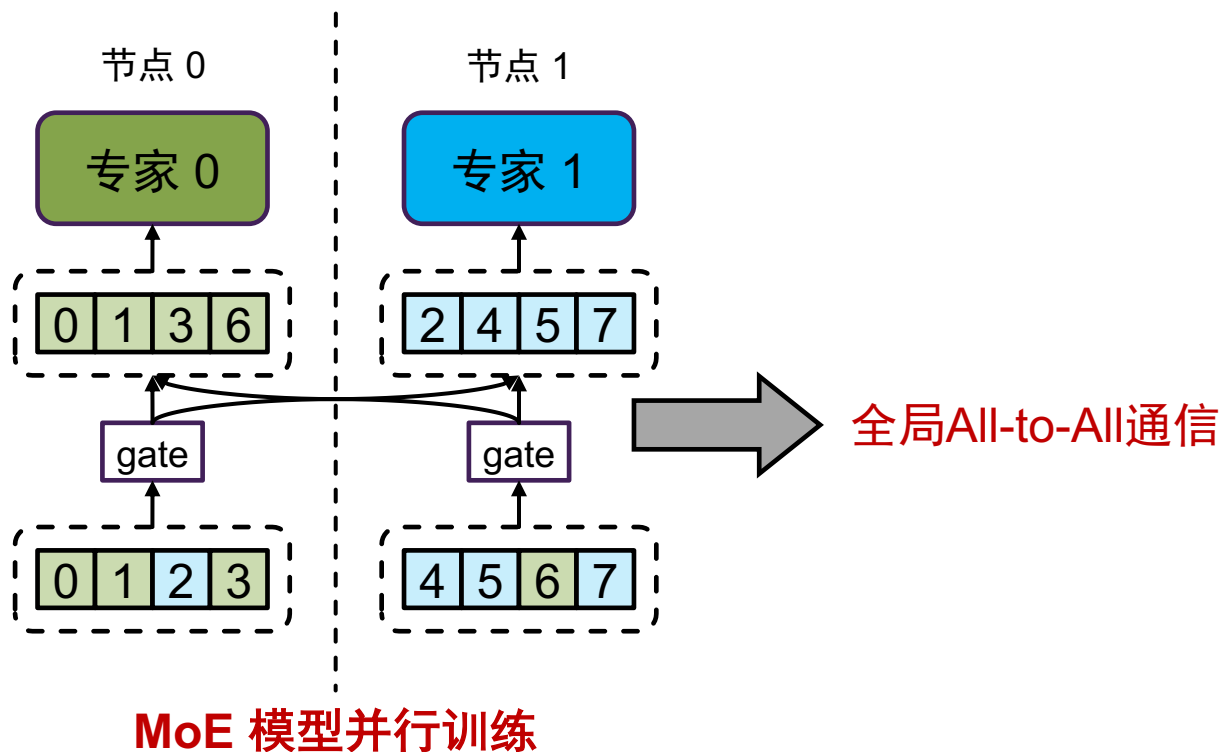 节点 0
节点 1
专家 0
专家 1
0 1 3 6
2 4 5 7
gate
gate
全局All-to-All通信
0 1 2 3
4 5 6 7
MoE 模型并行训练